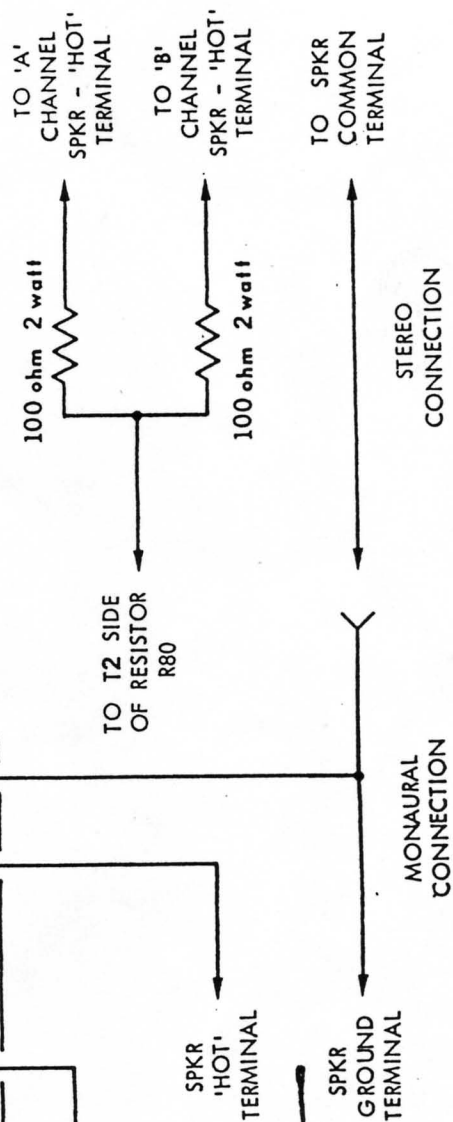 TO 'A'
CHANNEL
SPKR - 'HOT'
TERMINAL
TO 'B'
CHANNEL
SPKR - 'HOT'
TERMINAL
TO SPKR
COMMON
TERMINAL
100 ohm 2 watt
100 ohm 2 watt
STEREO
CONNECTION
TO T2 SIDE
OF RESISTOR
R80
MONAURAL
CONNECTION
SPKR
'HOT'
TERMINAL
SPKR
GROUND
TERMINAL